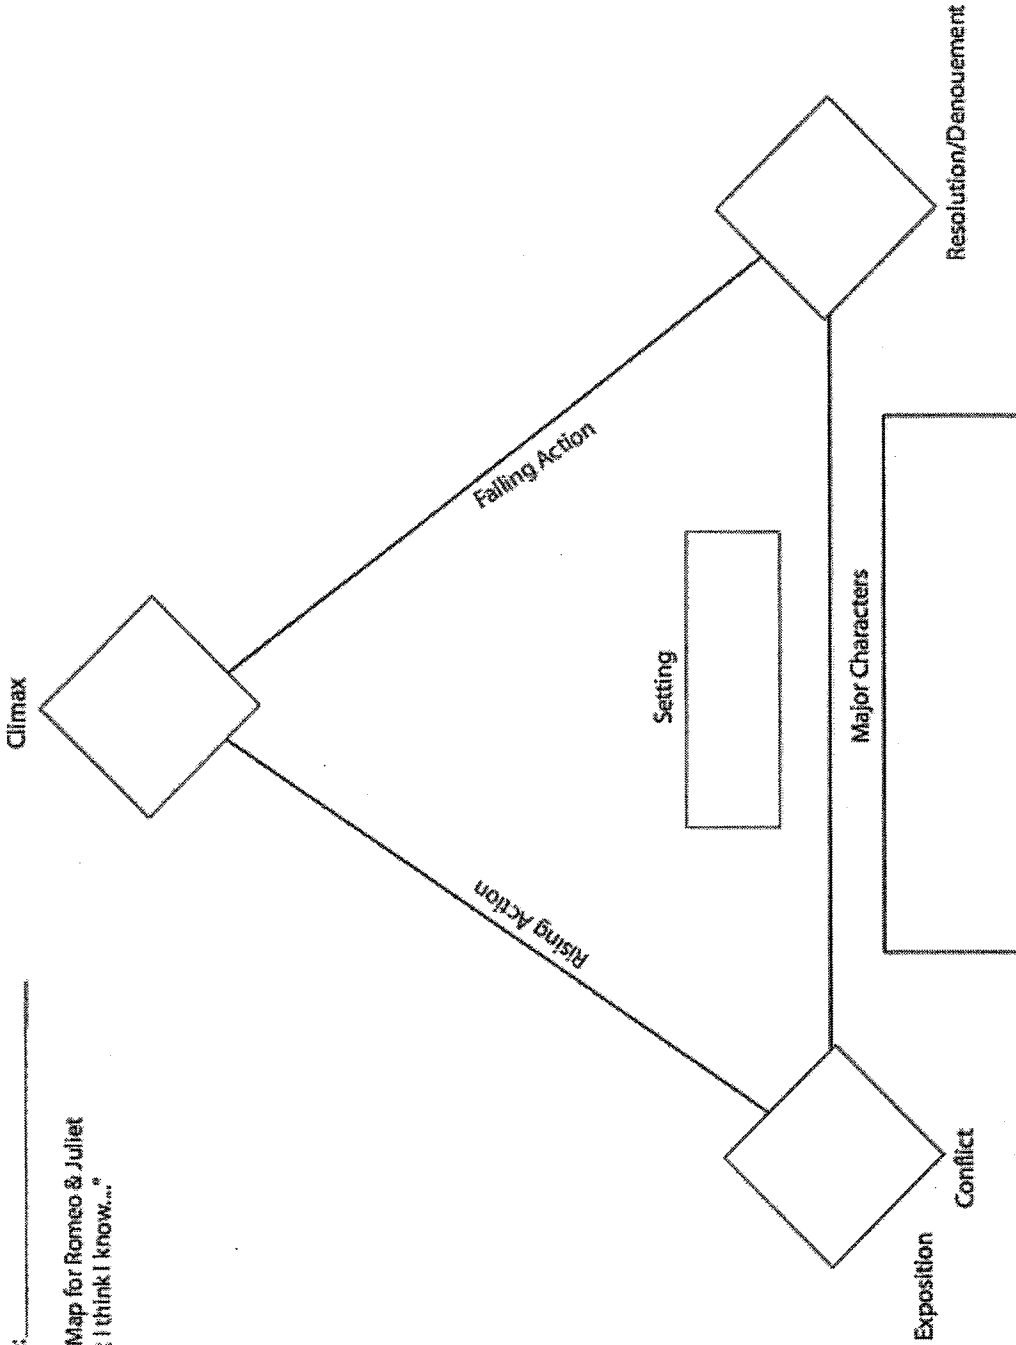 Map for Romeo & Juliet
I think I know..."
Climax
Rising Action
Falling Action
Setting
Major Characters
Exposition
Conflict
Resolution/Denouement